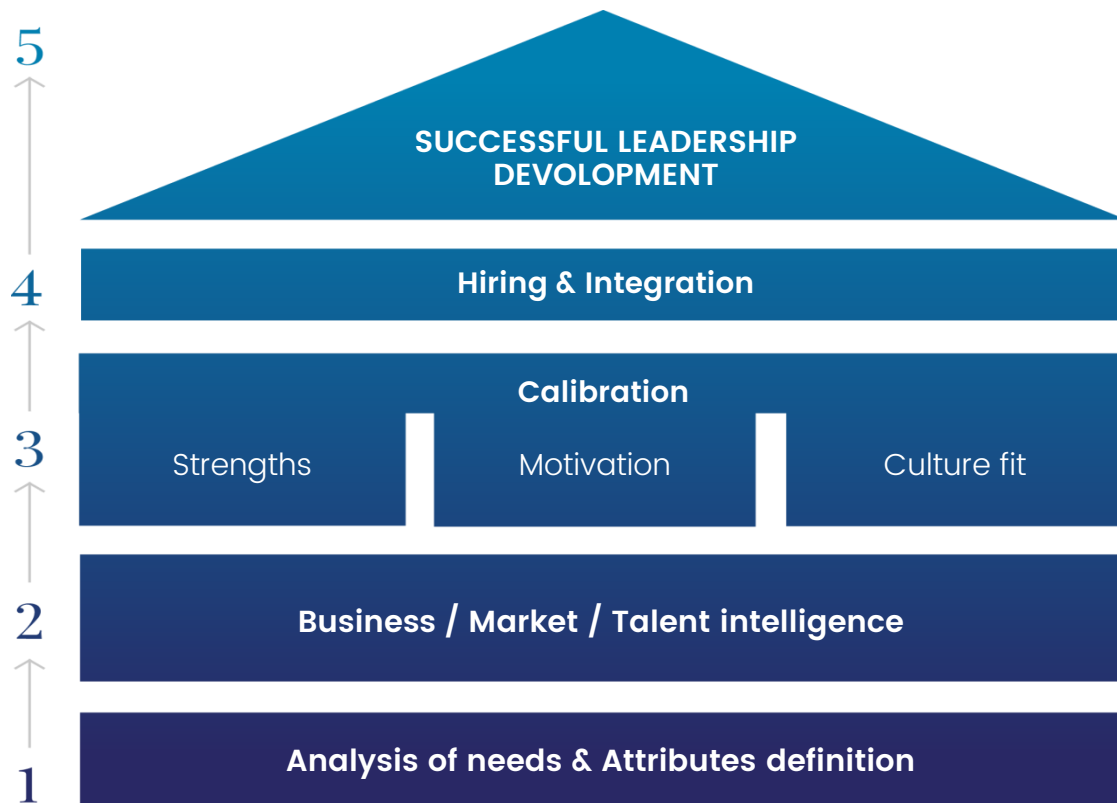 5
SUCCESSFUL LEADERSHIP
DEVOLOPMENT
4
Hiring & Integration
Calibration
3
Strengths
Motivation
Culture fit
2
Business / Market / Talent intelligence
1
Analysis of needs & Attributes definition